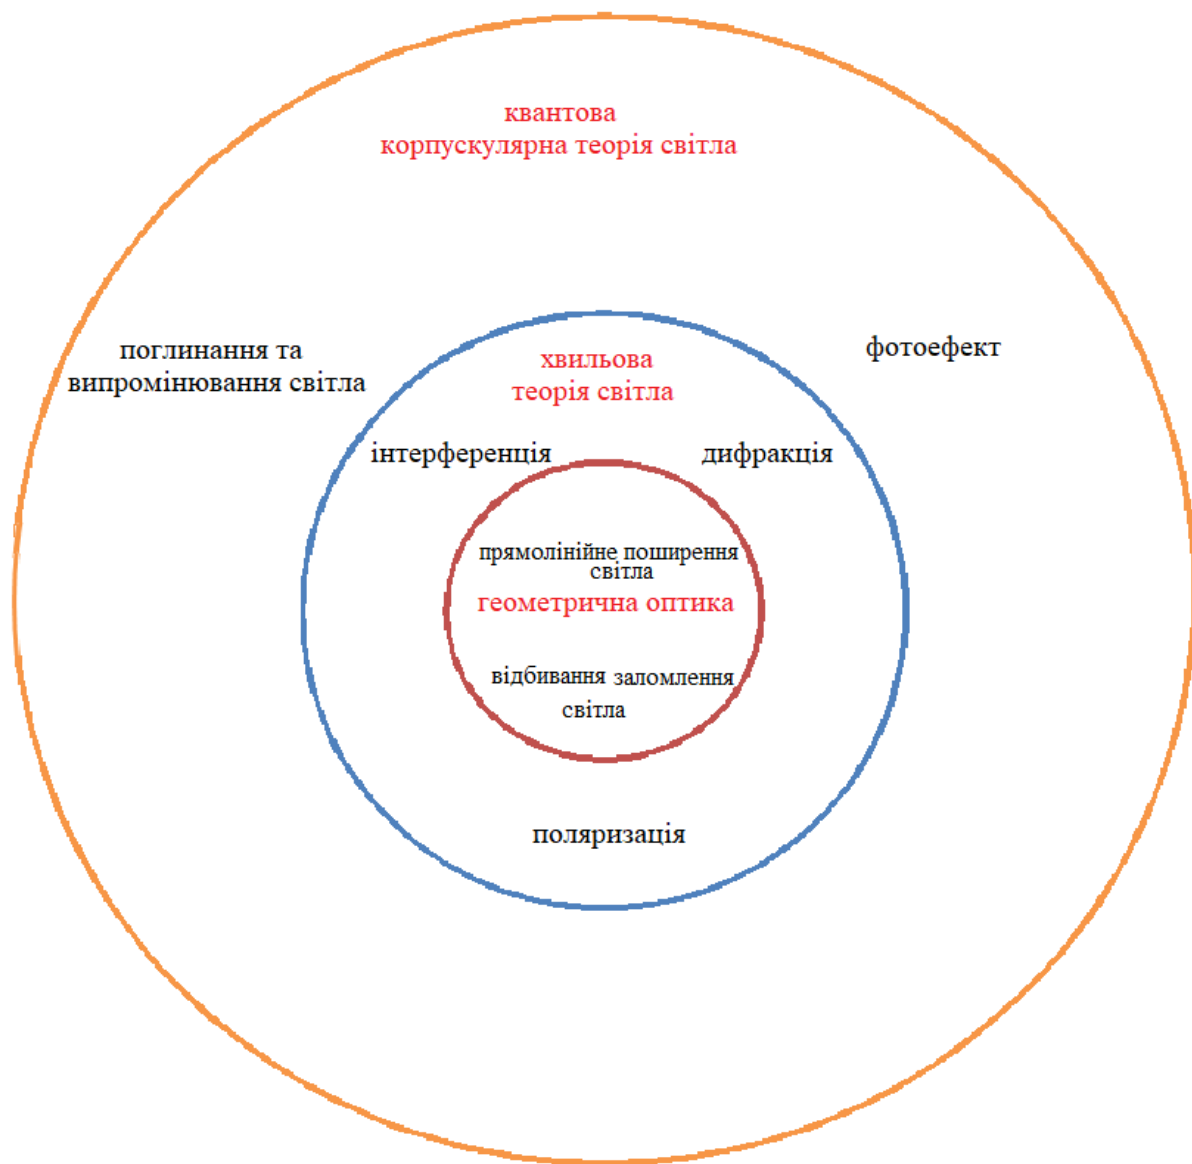 квантова
корпускулярна теорія світла
поглинання та
випромінювання світла
фотоефект
хвильова
теорія світла
інтерференція
дифракція
прямолінійне поширення
світла
геометрична оптика
відбивання заломлення
світла
поляризація